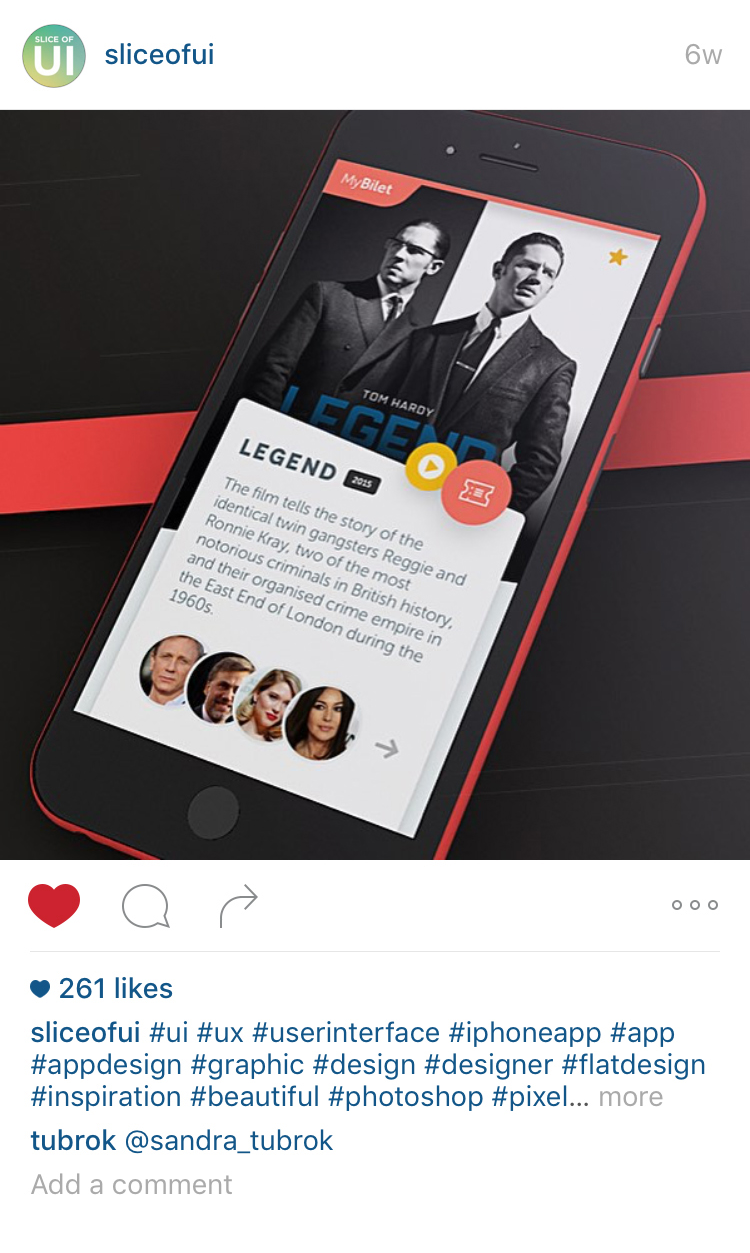 SLICE OF
UI
sliceofui
6w
MyBilet
TOM HARDY
LEGEND
LEGEND 2015
The film tells the story of the
identical twin gangsters Reggie and
Ronnie Kray, two of the most
notorious criminals in British history,
and their organised crime empire in
the East End of London during the
1960s.
261 likes
sliceofui #ui #ux #userinterface #iphoneapp #app
#appdesign #graphic #design #designer #flatdesign
#inspiration #beautiful #photoshop #pixel... more
tubrok @sandra_tubrok
Add a comment